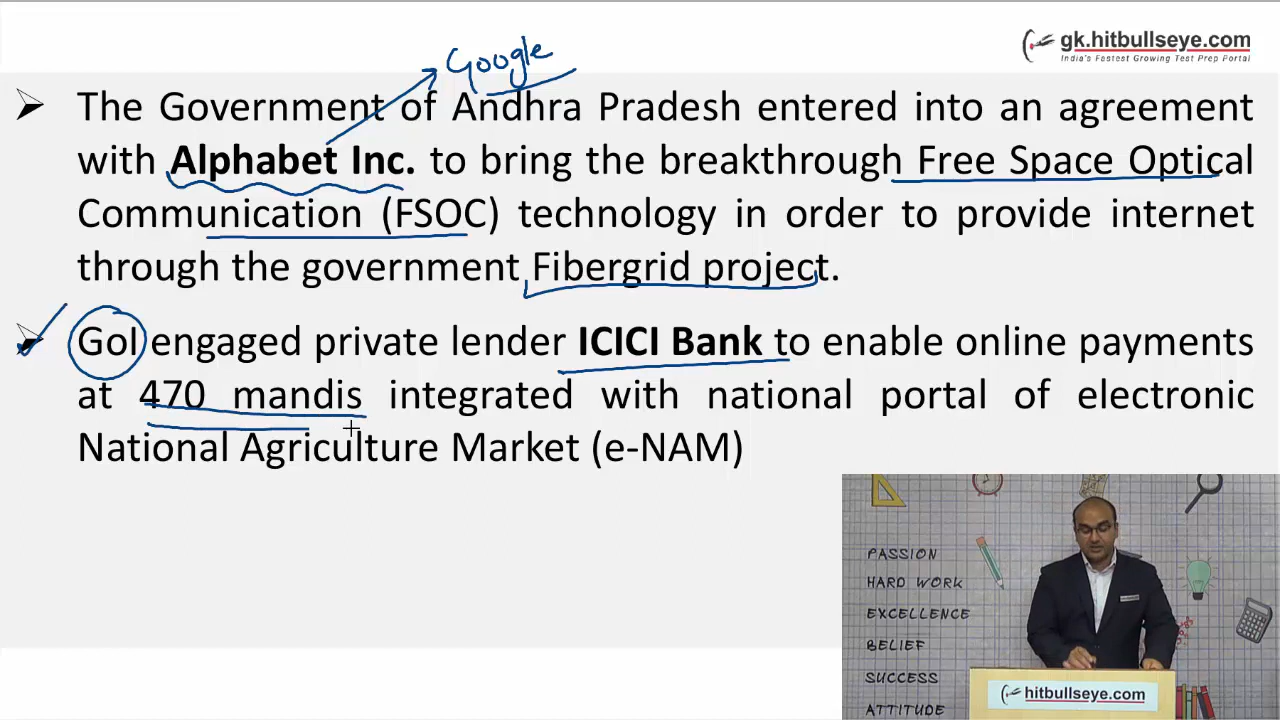 gk.hitbullseye.com
India's Fastest Growing Test Prep Portal
Google
➢ The Government of Andhra Pradesh entered into an agreement
with Alphabet Inc. to bring the breakthrough Free Space Optical
Communication (FSOC) technology in order to provide internet
through the government Fibergrid project.
➢ GoI engaged private lender ICICI Bank to enable online payments
at 470 mandis integrated with national portal of electronic
National Agriculture Market (e-NAM)
PASSION
HARD WORK
EXCELLENCE
BELIEF
SUCCESS
ATTITUDE
hitbullseye.com